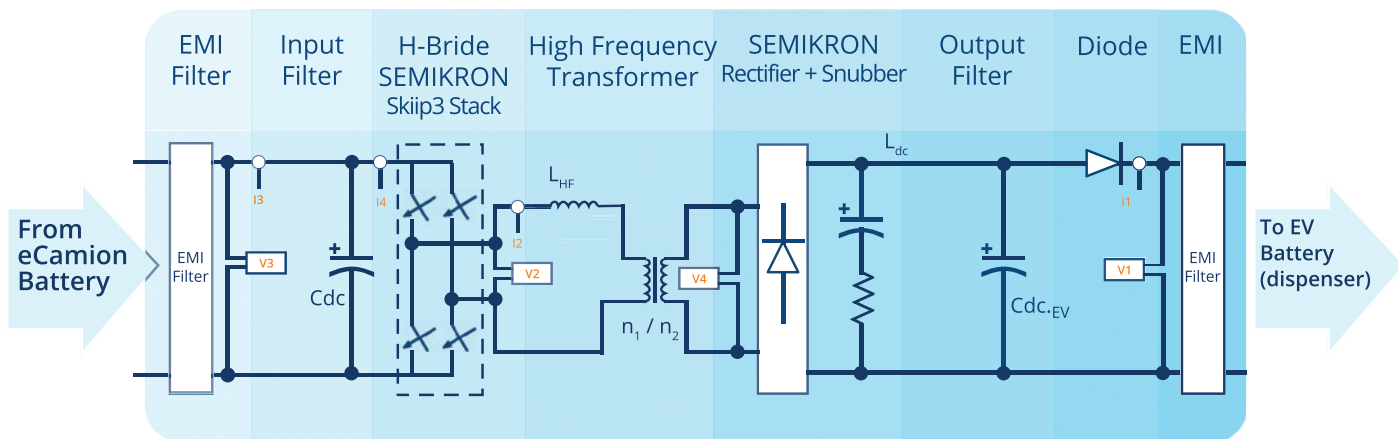 EMI
Filter
Input
Filter
H-Bride
SEMIKRON
Skiip3 Stack
High Frequency
Transformer
SEMIKRON
Rectifier + Snubber
Output
Filter
Diode
EMI
From
eCamion
Battery
EMI
Filter
I3
V3
+
Cdc
I4
I2
V2
LHF
n1 / n2
V4
Ldc
+
+
Cdc.EV
I1
V1
EMI
Filter
To EV
Battery
(dispenser)